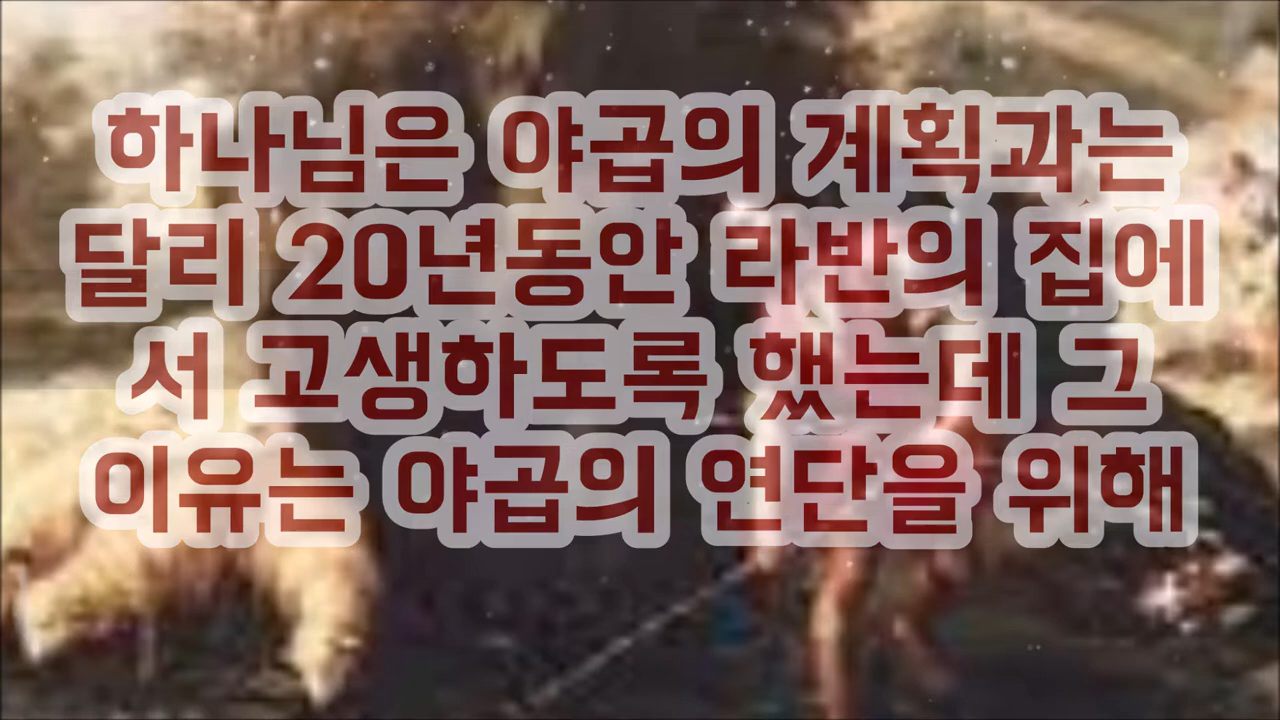 하나님은 야곱의 계획과는
달리 20년동안 라반의 집에
서 고생하도록 했는데 그
이유는 야곱의 연단을 위해